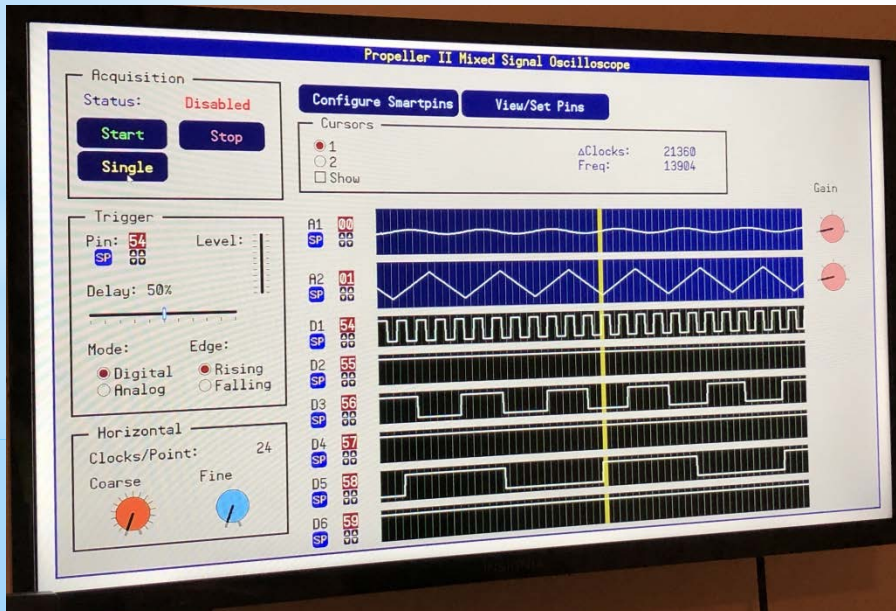 Propeller II Mixed Signal Oscilloscope
Acquisition
Status: Disabled
Start Stop
Single
Configure Smartpins View/Set Pins
Cursors
1
2
Show
ΔClocks: 21360
Freq: 13904
Gain
Trigger
Pin: 54 Level:
SP
Delay: 50%
Mode: Edge:
Digital Rising
Analog Falling
Horizontal
Clocks/Point: 24
Coarse Fine
A1 00
SP
A2 01
SP
D1 54
SP
D2 55
SP
D3 56
SP
D4 57
SP
D5 58
SP
D6 59
SP